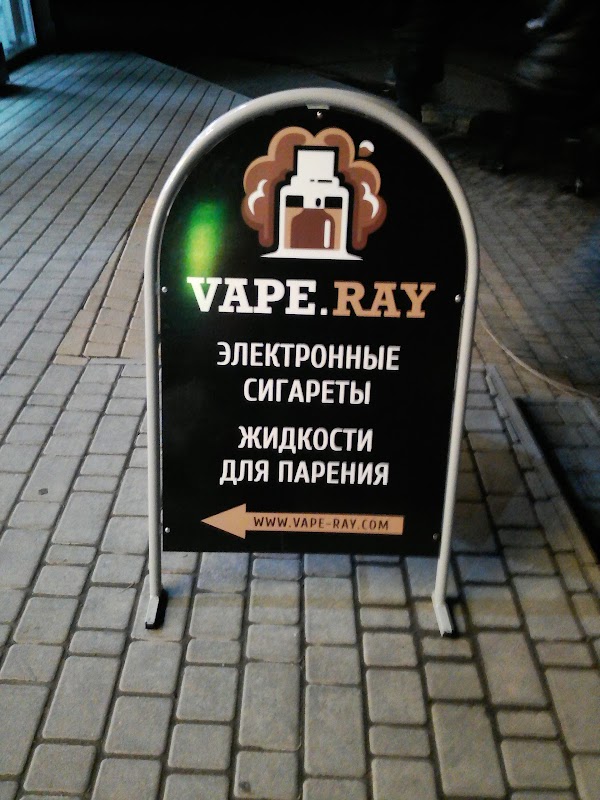 VAPE.RAY
ЭЛЕКТРОННЫЕ
СИГАРЕТЫ
ЖИДКОСТИ
ДЛЯ ПАРЕНИЯ
WWW.VAPE-RAY.COM